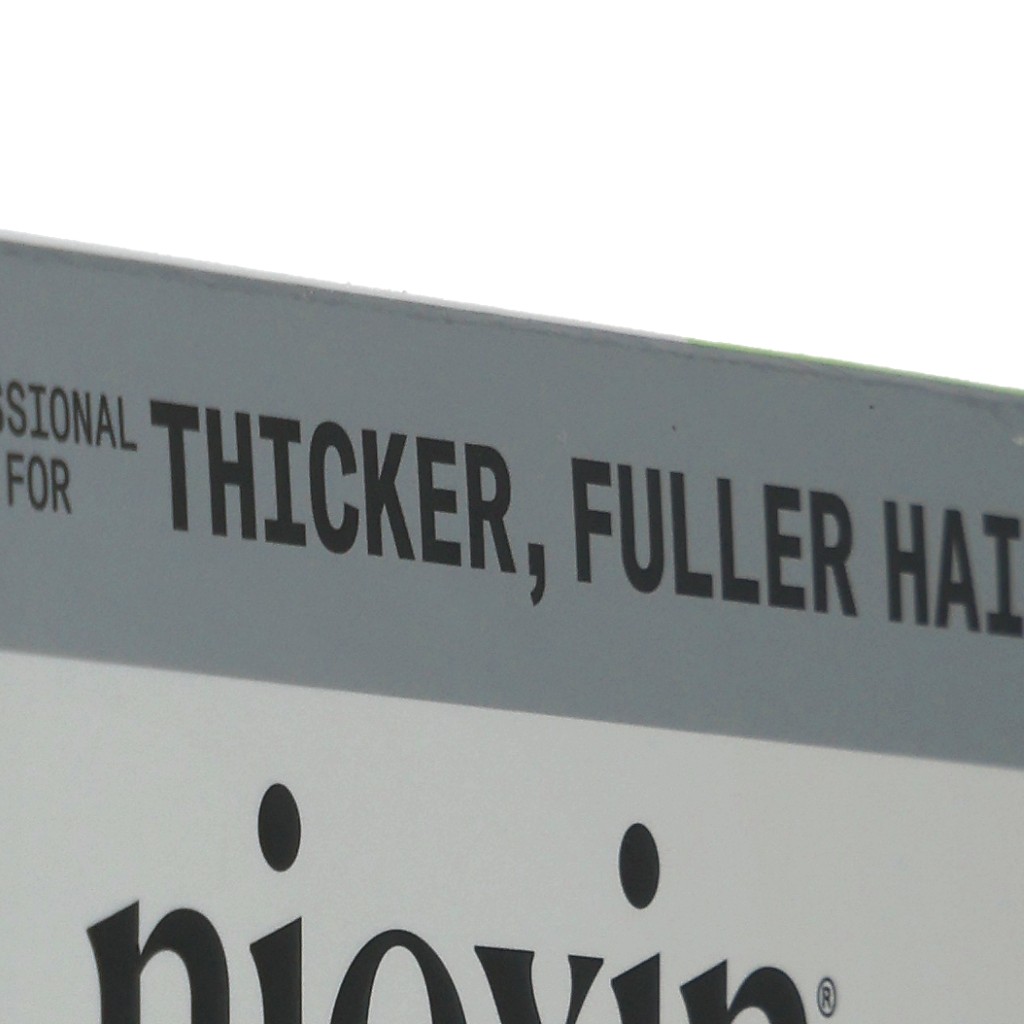 SSIONAL
FOR
THICKER, FULLER HAI
nioxin®